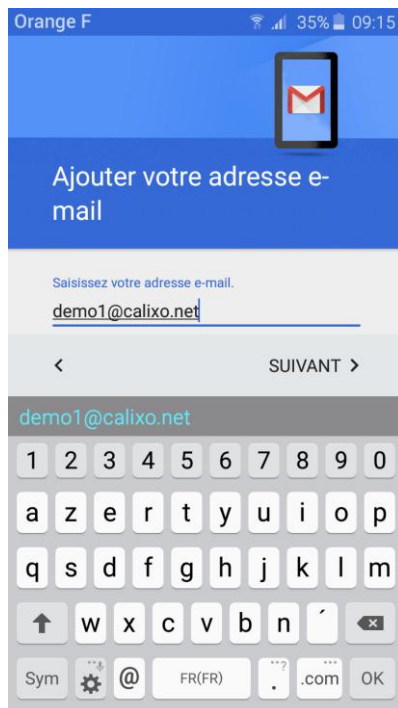 Orange F 35% 09:15
Ajouter votre adresse e-
mail
Saisissez votre adresse e-mail.
demo1@calixo.net
SUIVANT
demo1@calixo.net
1 2 3 4 5 6 7 8 9 0
a z e r t y u i o p
q s d f g h j k l m
w x c v b n ´
Sym @ FR(FR) . ? .com OK